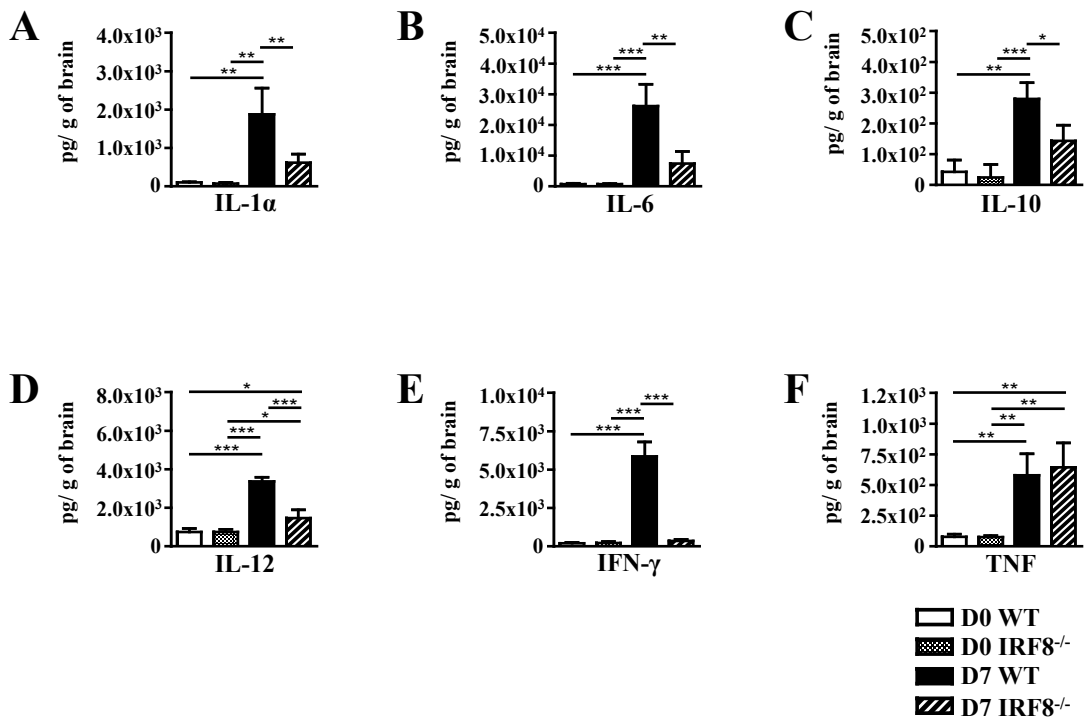 A
pg/ g of brain
4.0x10³
3.0x10³
2.0x10³
1.0x10³
0
**
**
**
IL-1α
B
pg/ g of brain
5.0x10⁴
4.0x10⁴
3.0x10⁴
2.0x10⁴
1.0x10⁴
0
**
***
***
IL-6
C
pg/ g of brain
5.0x10²
4.0x10²
3.0x10²
2.0x10²
1.0x10²
0
*
***
**
IL-10
D
pg/ g of brain
8.0x10³
6.0x10³
4.0x10³
2.0x10³
0
*
***
*
***
***
IL-12
E
pg/ g of brain
1.0x10⁴
7.5x10³
5.0x10³
2.5x10³
0
***
***
***
IFN-γ
F
pg/ g of brain
1.2x10³
1.0x10³
7.5x10²
5.0x10²
2.5x10²
0
**
**
**
**
TNF
D0 WT
D0 IRF8⁻/⁻
D7 WT
D7 IRF8⁻/⁻